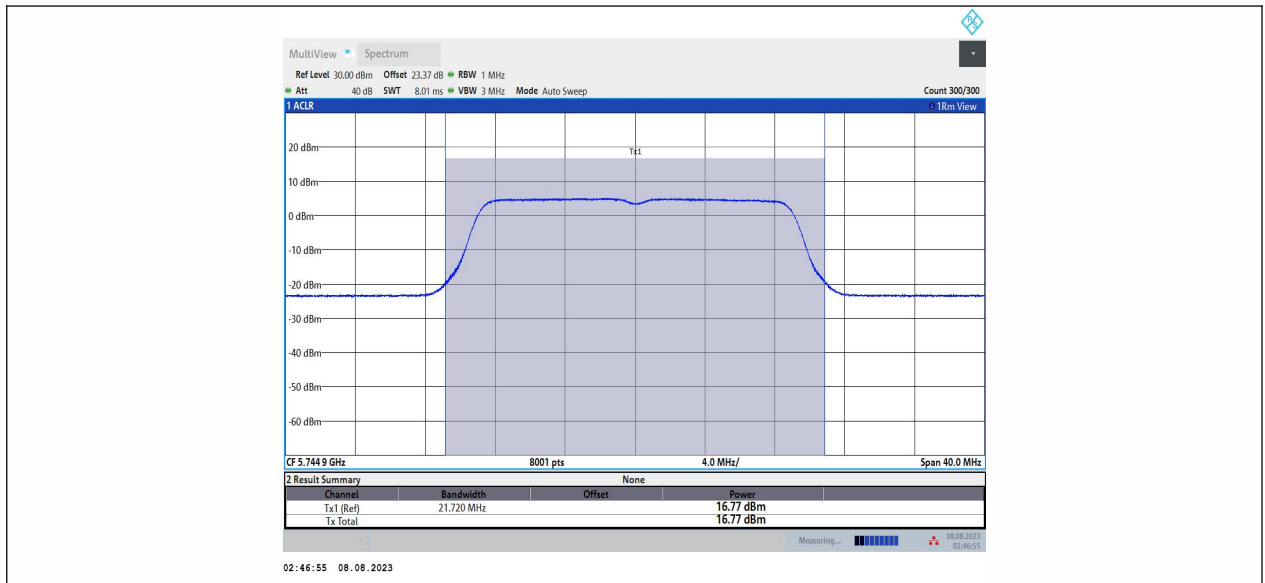 R S
MultiView Spectrum
Ref Level 30.00 dBm Offset 23.37 dB RBW 1 MHz
Att 40 dB SWT 8.01 ms VBW 3 MHz Mode Auto Sweep Count 300/300
1 ACLR 1Rm View
20 dBm
Tx1
10 dBm
0 dBm
-10 dBm
-20 dBm
-30 dBm
-40 dBm
-50 dBm
-60 dBm
CF 5.744 9 GHz 8001 pts 4.0 MHz/ Span 40.0 MHz
2 Result Summary None
Channel Bandwidth Offset Power
Tx1 (Ref) 21.720 MHz 16.77 dBm
Tx Total 16.77 dBm
- - Measuring... 08.08.2023
02:46:55
02:46:55 08.08.2023